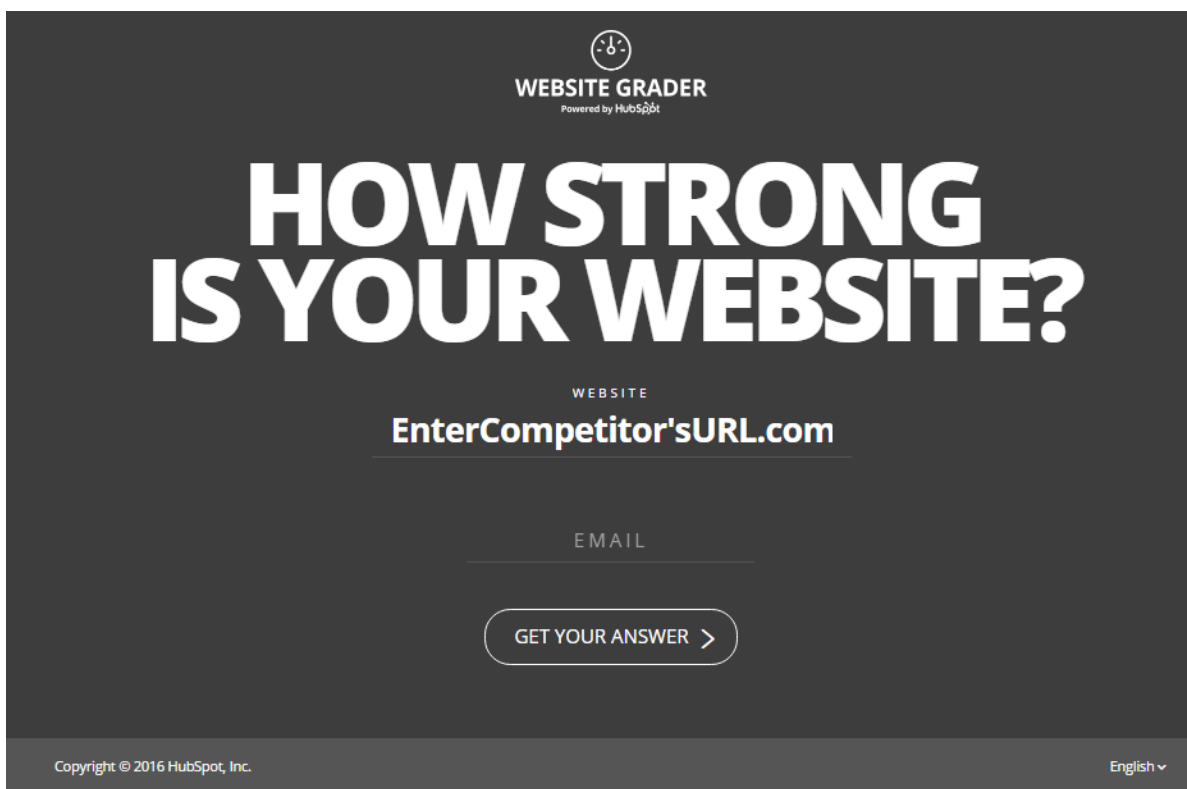 WEBSITE GRADER
Powered by HubSpot
HOW STRONG
IS YOUR WEBSITE?
WEBSITE
EnterCompetitor'sURL.com
EMAIL
GET YOUR ANSWER
Copyright © 2016 HubSpot, Inc.
English